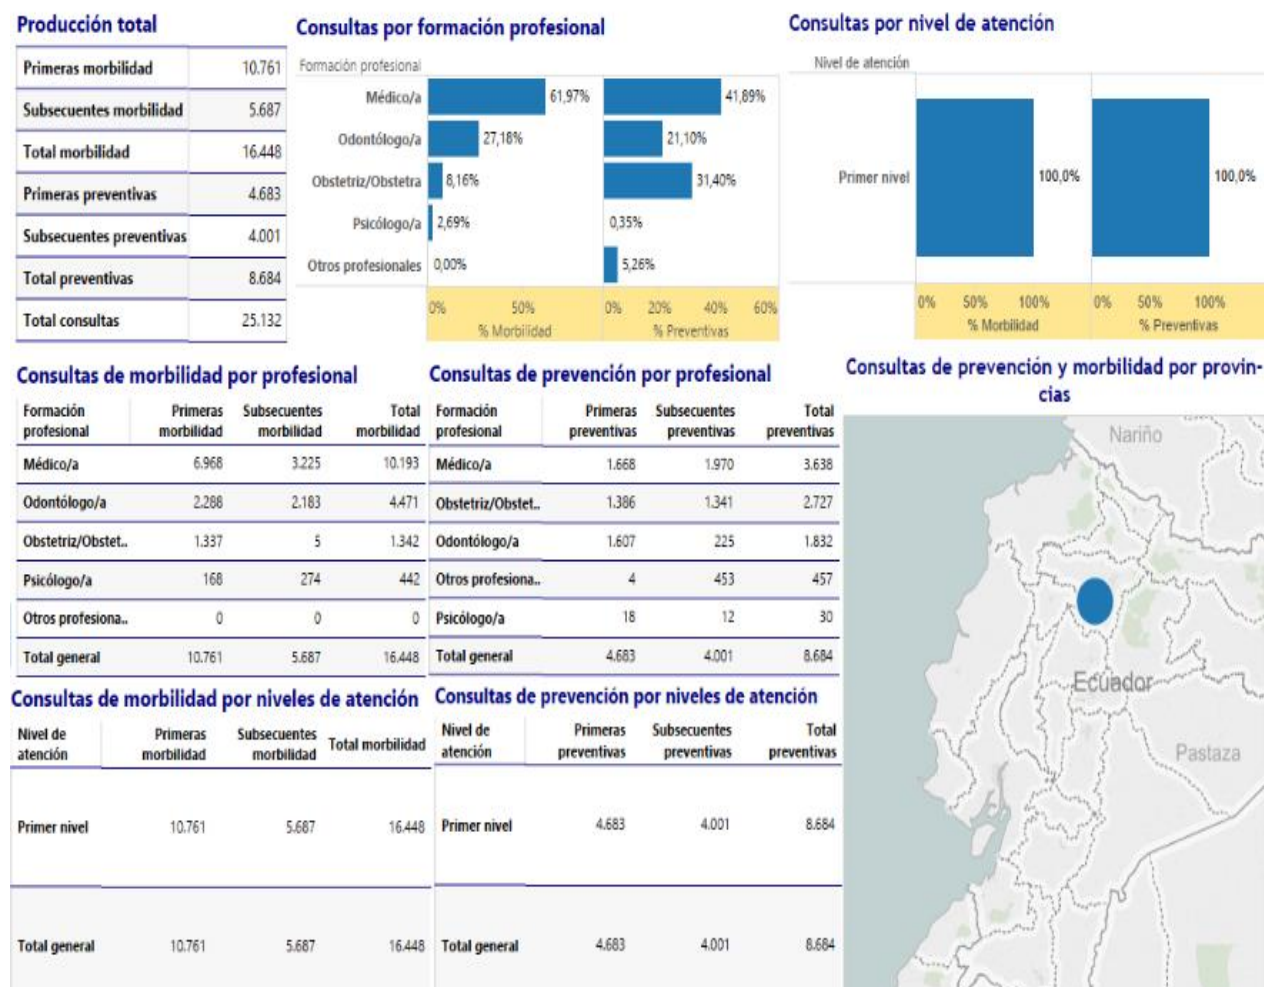 Producción total
Primeras morbilidad 10.761
Subsecuentes morbilidad 5.687
Total morbilidad 16.448
Primeras preventivas 4.683
Subsecuentes preventivas 4.001
Total preventivas 8.684
Total consultas 25.132
Consultas por formación profesional
Formación profesional
Médico/a 61,97% 41,89%
Odontólogo/a 27,18% 21,10%
Obstetriz/Obstetra 8,16% 31,40%
Psicólogo/a 2,69% 0,35%
Otros profesionales 0,00% 5,26%
0% 50% 0% 20% 40% 60%
% Morbilidad % Preventivas
Consultas por nivel de atención
Nivel de atención
Primer nivel 100,0% 100,0%
0% 50% 100% 0% 50% 100%
% Morbilidad % Preventivas
Consultas de morbilidad por profesional
Formación Primeras Subsecuentes Total
profesional morbilidad morbilidad morbilidad
Médico/a 6.968 3.225 10.193
Odontólogo/a 2.288 2.183 4.471
Obstetriz/Obstet.. 1.337 5 1.342
Psicólogo/a 168 274 442
Otros profesiona.. 0 0 0
Total general 10.761 5.687 16.448
Consultas de prevención por profesional
Formación Primeras Subsecuentes Total
profesional preventivas preventivas preventivas
Médico/a 1.668 1.970 3.638
Obstetriz/Obstet.. 1.386 1.341 2.727
Odontólogo/a 1.607 225 1.832
Otros profesiona.. 4 453 457
Psicólogo/a 18 12 30
Total general 4.683 4.001 8.684
Consultas de prevención y morbilidad por provin-
cias
Nariño
Ecuador
Pastaza
Consultas de morbilidad por niveles de atención
Nivel de Primeras Subsecuentes Total morbilidad
atención morbilidad morbilidad
Primer nivel 10.761 5.687 16.448
Total general 10.761 5.687 16.448
Consultas de prevención por niveles de atención
Nivel de Primeras Subsecuentes Total
atención preventivas preventivas preventivas
Primer nivel 4.683 4.001 8.684
Total general 4.683 4.001 8.684